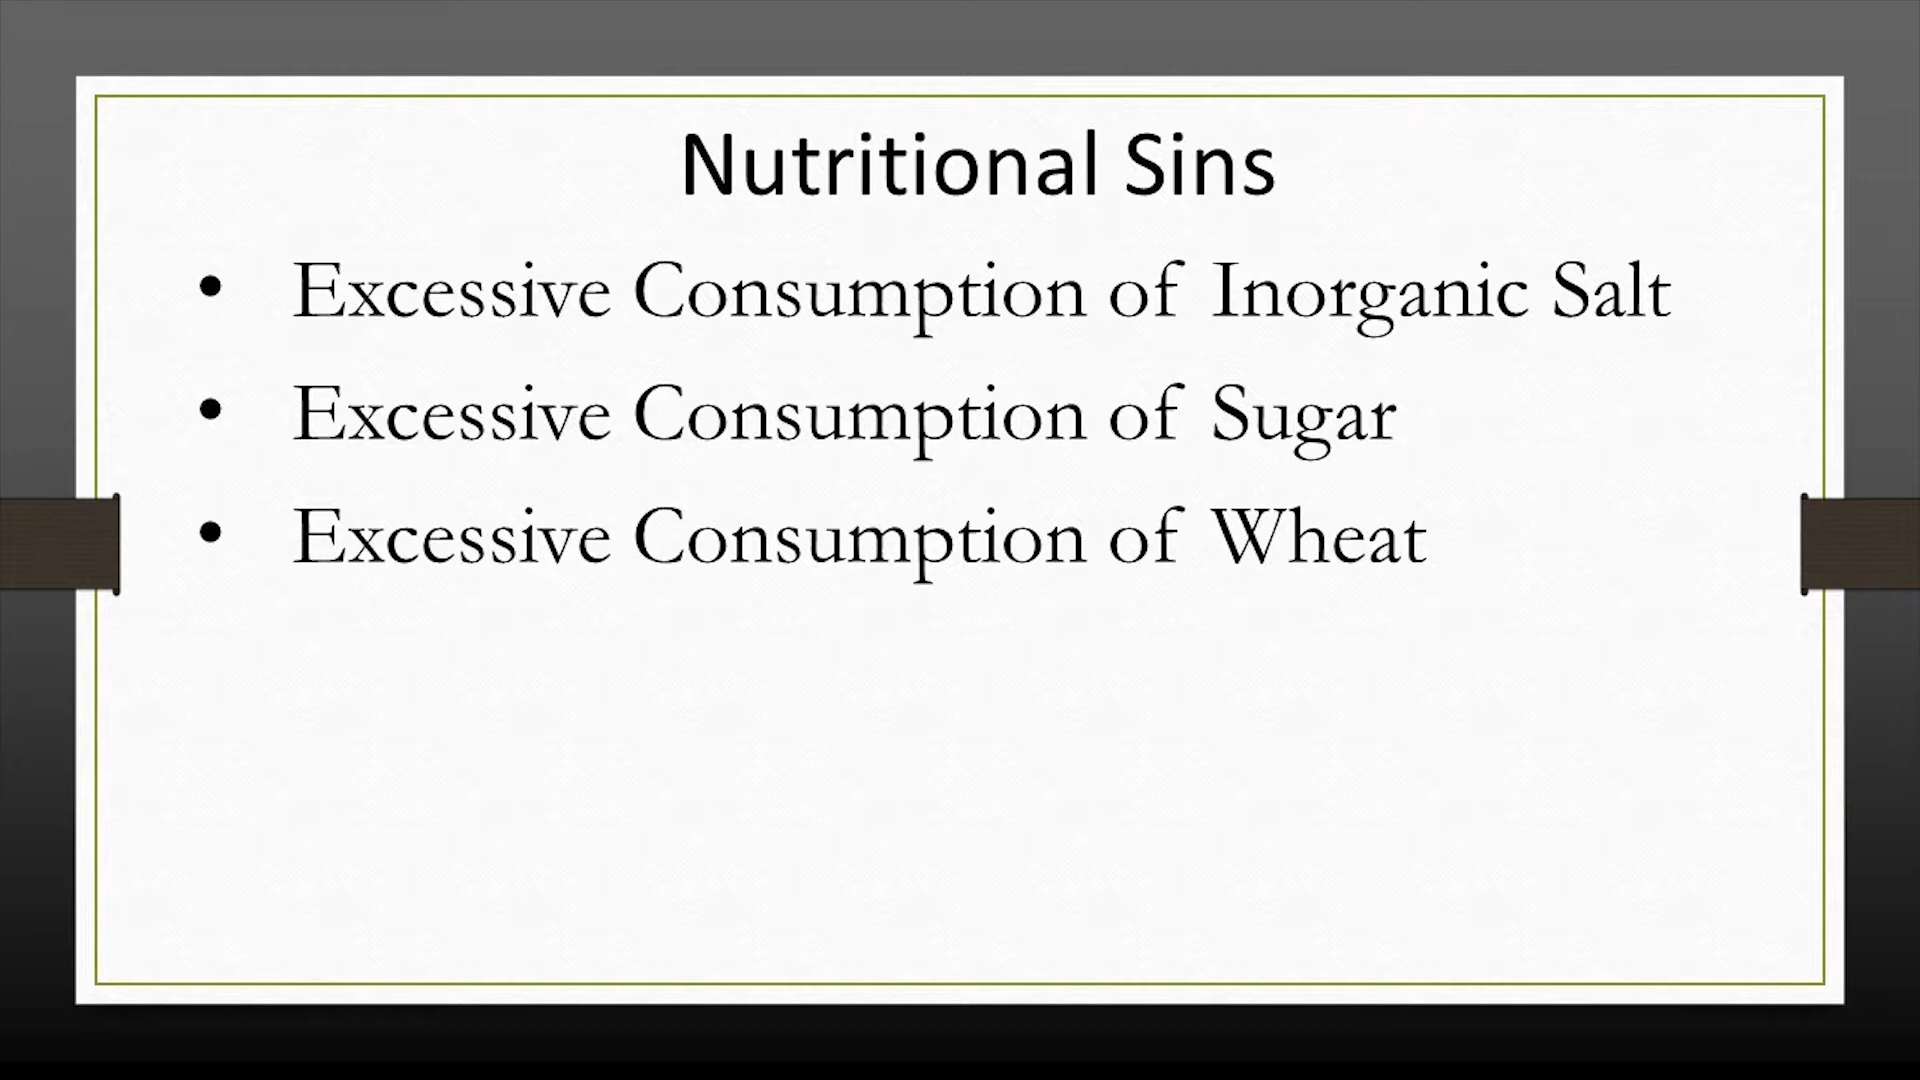 Nutritional Sins
• Excessive Consumption of Inorganic Salt
• Excessive Consumption of Sugar
• Excessive Consumption of Wheat